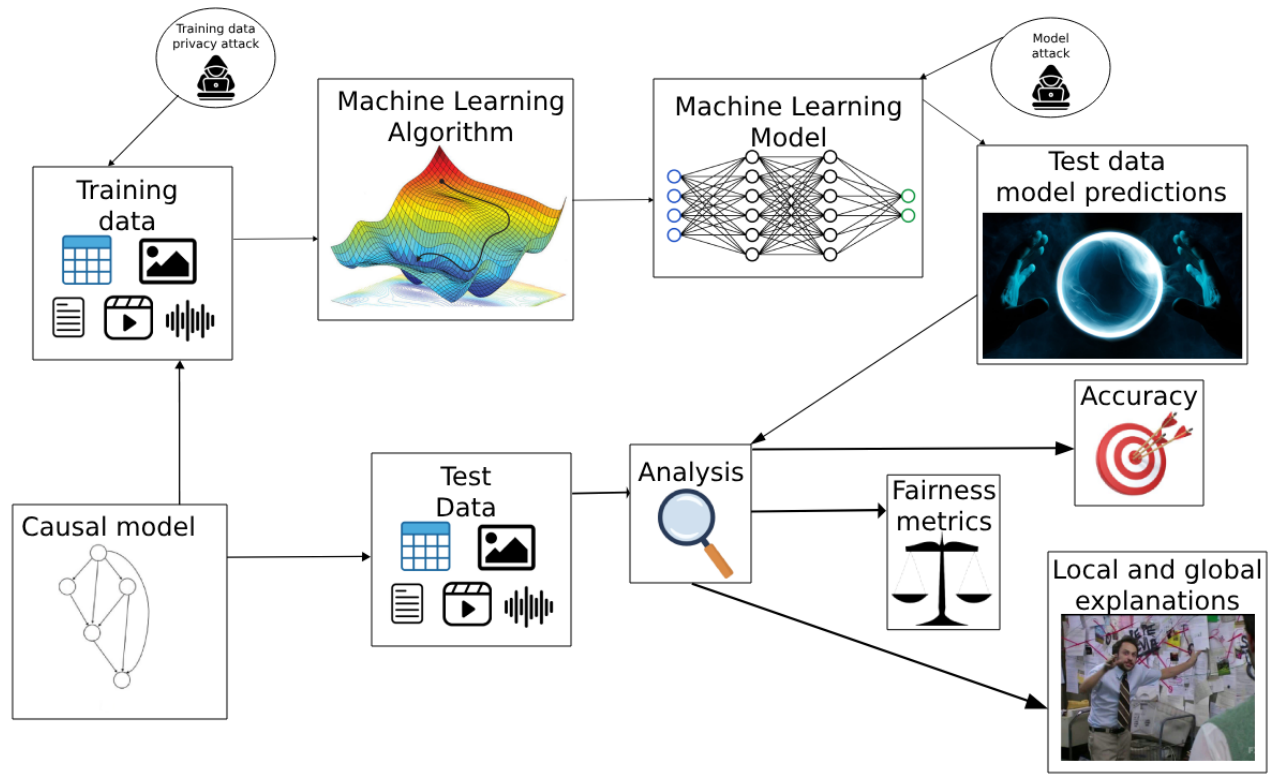 Training data
privacy attack
Model
attack
Machine Learning
Algorithm
Machine Learning
Model
Test data
model predictions
Training
data
Accuracy
Test
Data
Analysis
Fairness
metrics
Causal model
Local and global
explanations